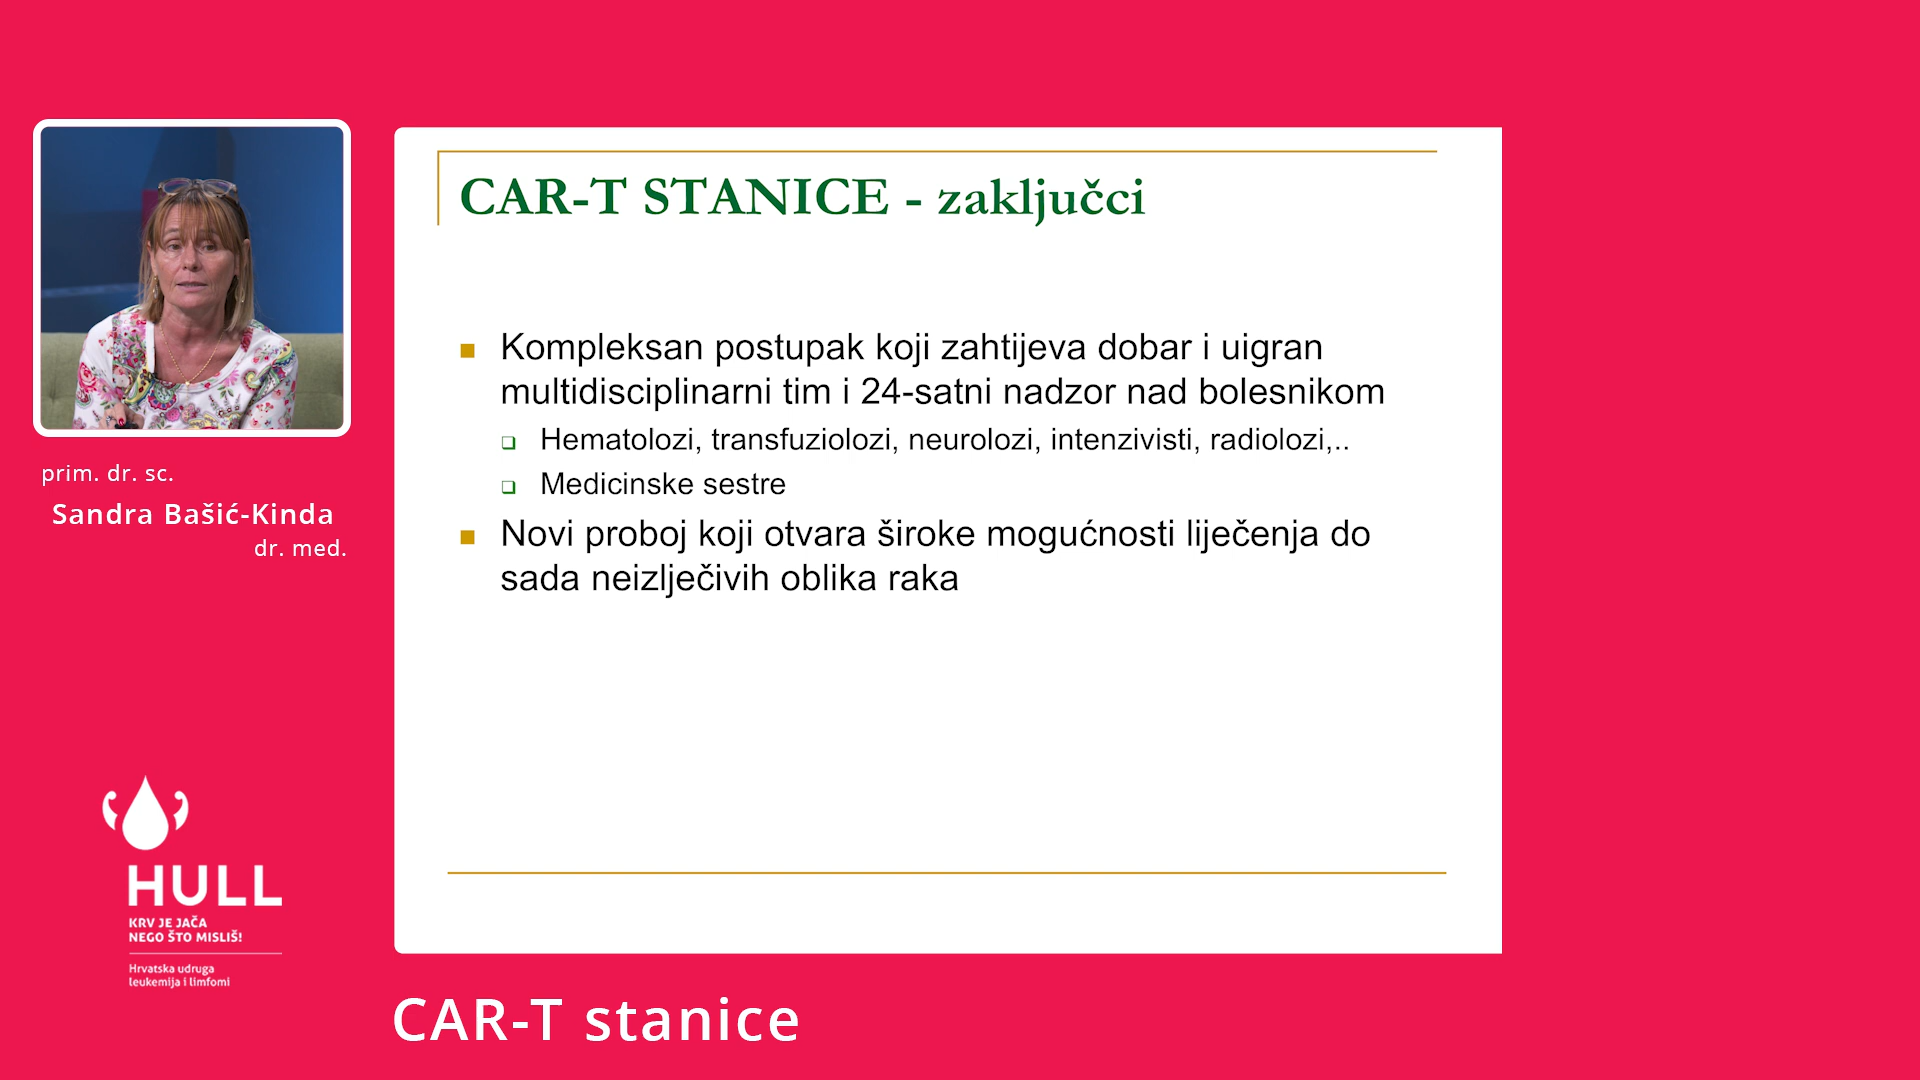 prim. dr. sc.
Sandra Bašić-Kinda
dr. med.
HULL
KRV JE JAČA
NEGO ŠTO MISLIŠ!
Hrvatska udruga
leukemija i limfomi
CAR-T STANICE - zaključci
Kompleksan postupak koji zahtijeva dobar i uigran
multidisciplinarni tim i 24-satni nadzor nad bolesnikom
Hematolozi, transfuziolozi, neurolozi, intenzivisti, radiolozi,..
Medicinske sestre
Novi proboj koji otvara široke mogućnosti liječenja do
sada neizlječivih oblika raka
CAR-T stanice